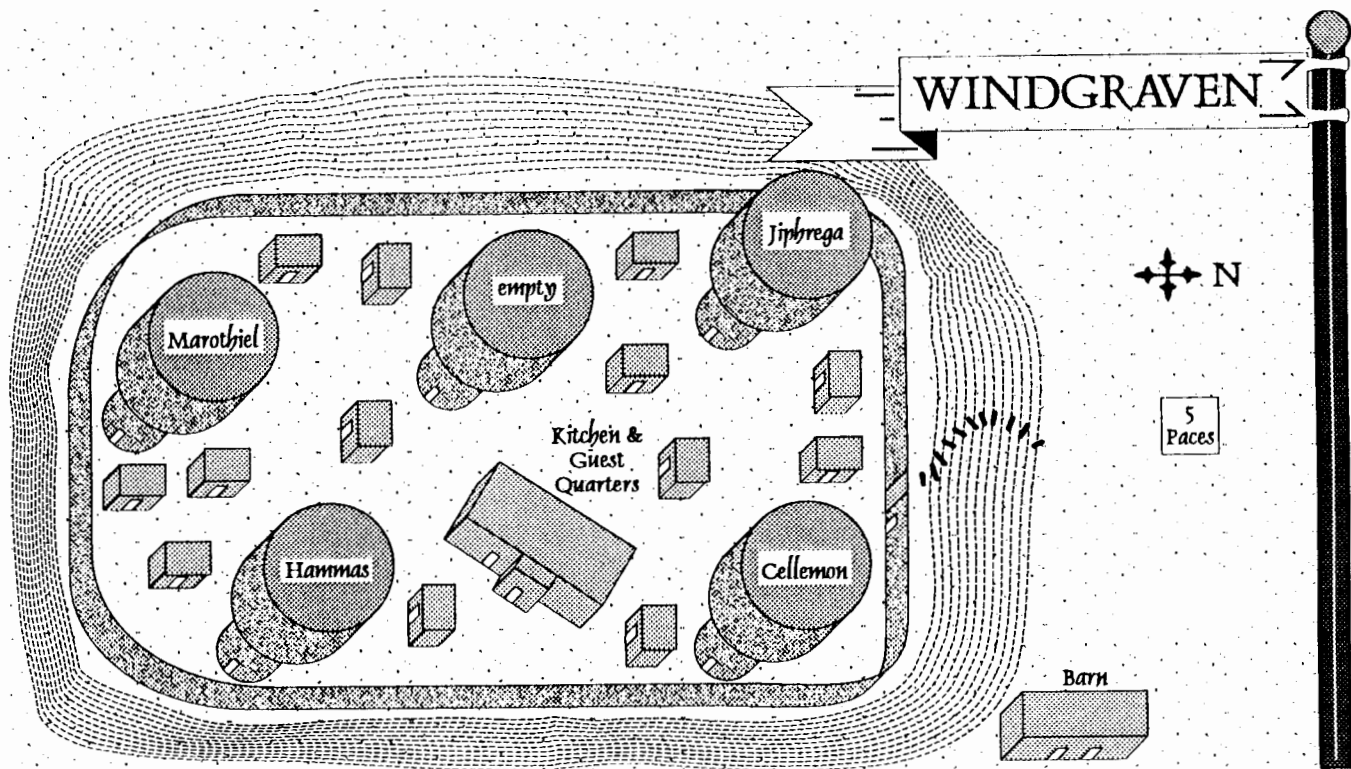 WINDGRAVEN
Jiphrega
empty
Marothiel
N
5
Paces
Kitchen &
Guest
Quarters
Hammas
Cellemon
Barn